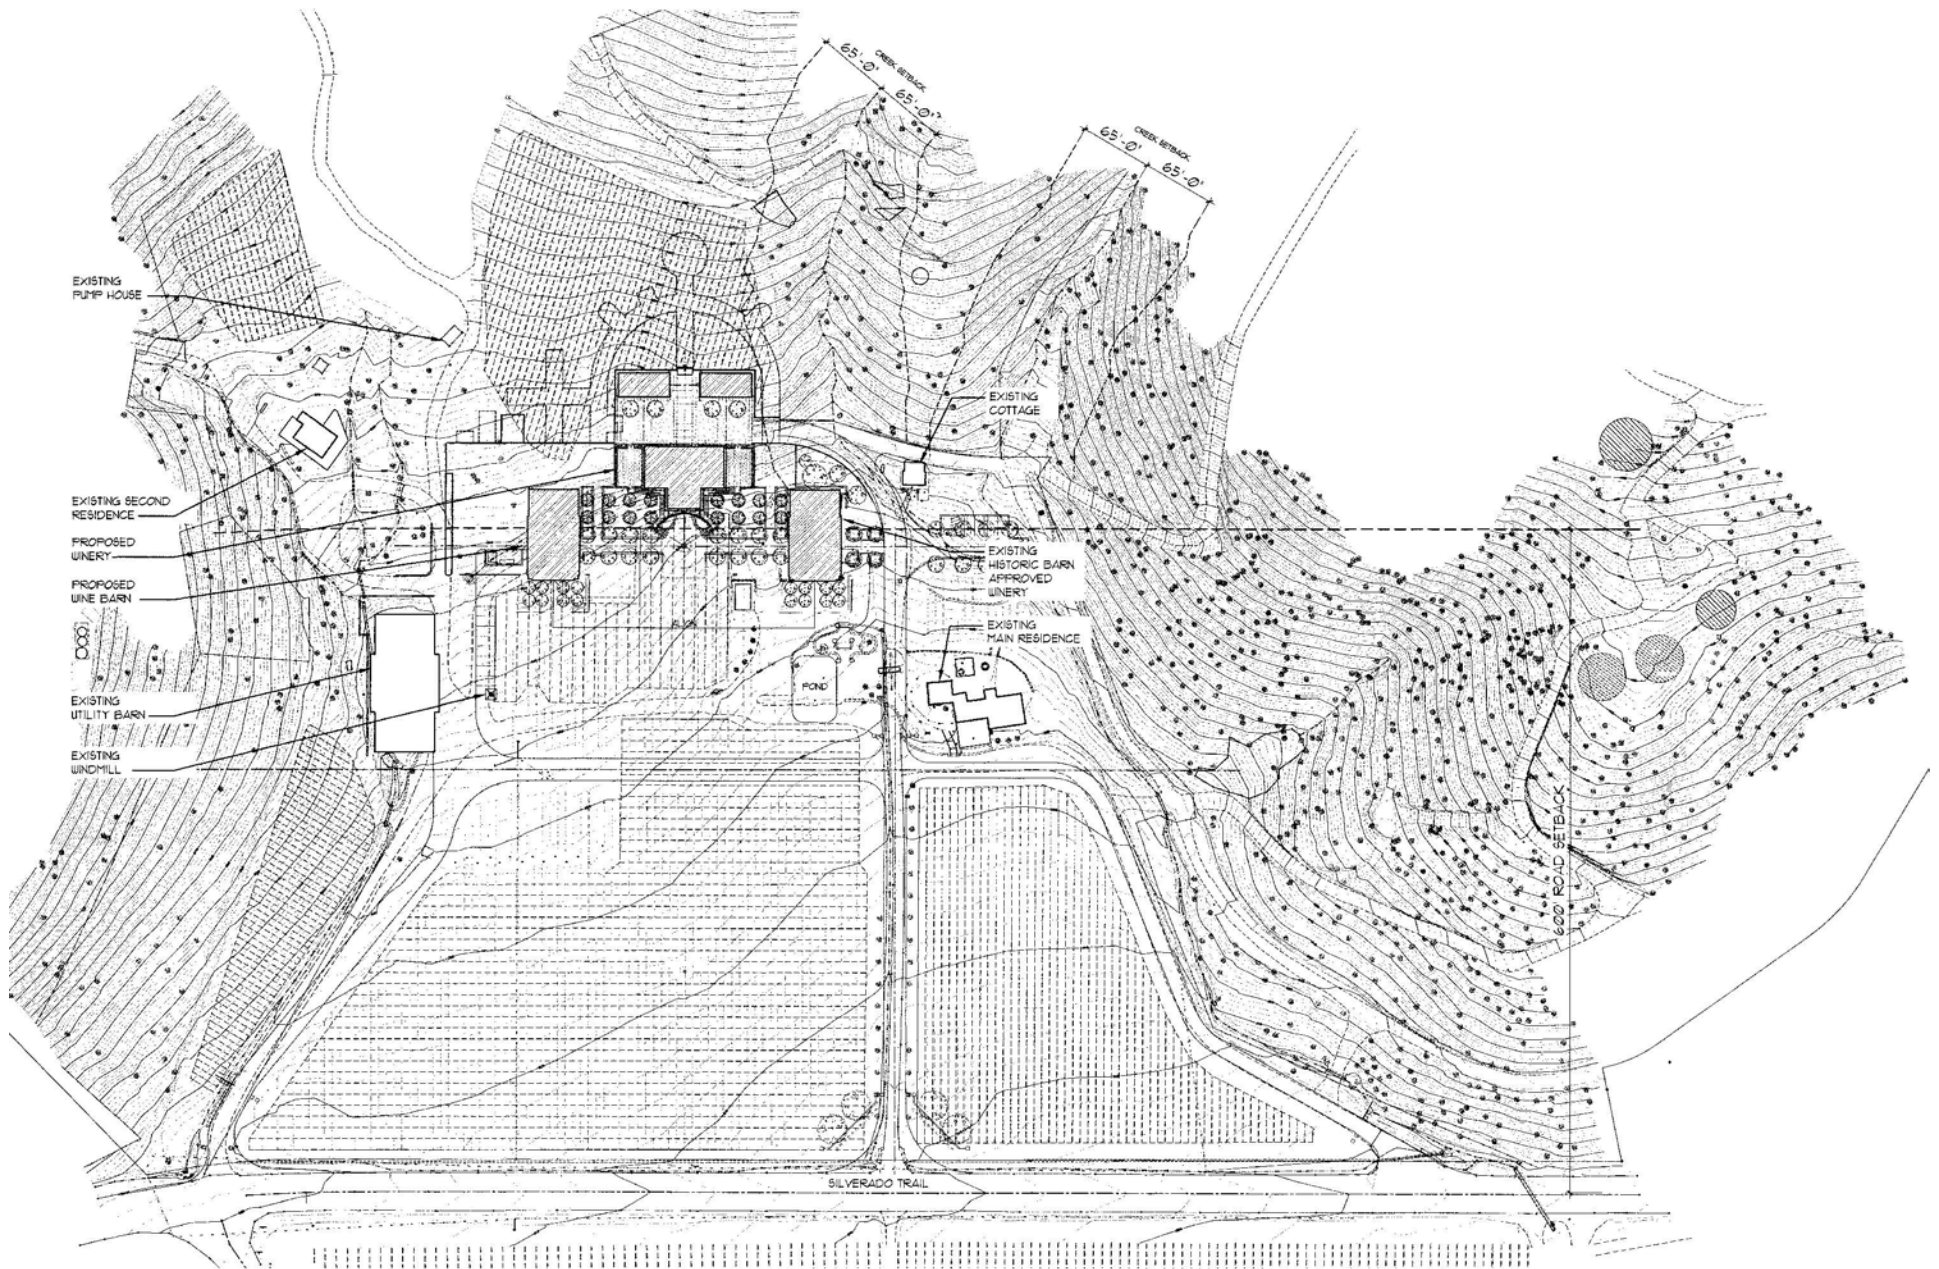 65'-0"
CREEK SETBACK
65'-0"
65'-0"
CREEK SETBACK
65'-0"
EXISTING
PUMP HOUSE
EXISTING
COTTAGE
EXISTING SECOND
RESIDENCE
PROPOSED
WINERY
PROPOSED
WINE BARN
EXISTING
HISTORIC BARN
APPROVED
WINERY
EXISTING
MAIN RESIDENCE
POND
EXISTING
UTILITY BARN
EXISTING
WINDMILL
600' ROAD SETBACK
SILVERADO TRAIL